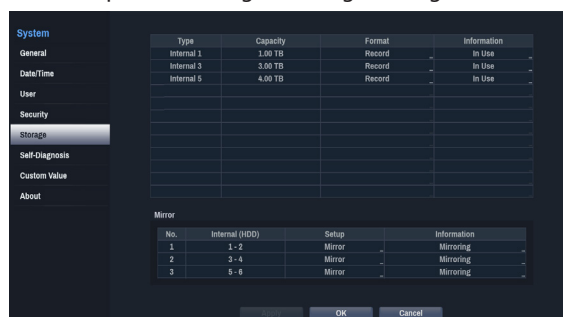 System
General
Date/Time
User
Security
Storage
Self-Diagnosis
Custom Value
About
Type Capacity Format Information
Internal 1 1.00 TB Record In Use
Internal 3 3.00 TB Record In Use
Internal 5 4.00 TB Record In Use
Mirror
No. Internal (HDD) Setup Information
1 1 - 2 Mirror Mirroring
2 3 - 4 Mirror Mirroring
3 5 - 6 Mirror Mirroring
OK Cancel